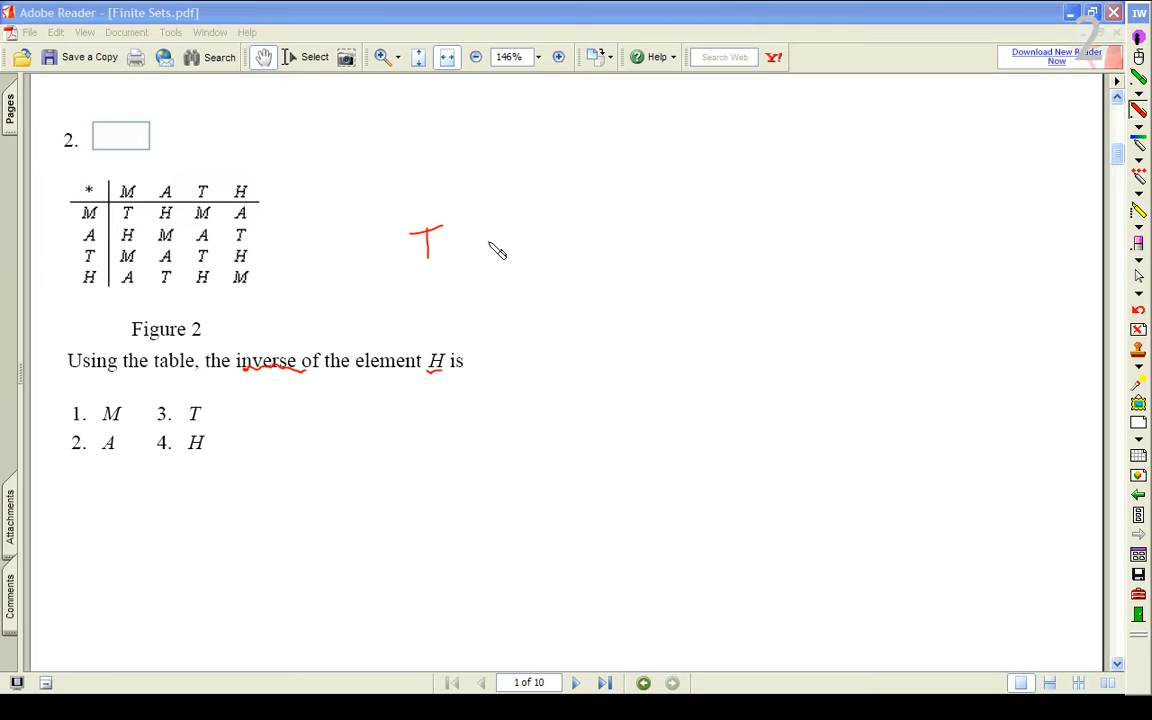 Adobe Reader - [Finite Sets.pdf]
IW
File Edit View Document Tools Window Help
2
Save a Copy Search Select 146% Help Search Web Y!
Download New Reader
Now
Pages
2.
* M A T H
M T H M A
A H M A T
T M A T H
H A T H M
T
Figure 2
Using the table, the inverse of the element H is
1. M 3. T
2. A 4. H
Attachments
Comments
1 of 10